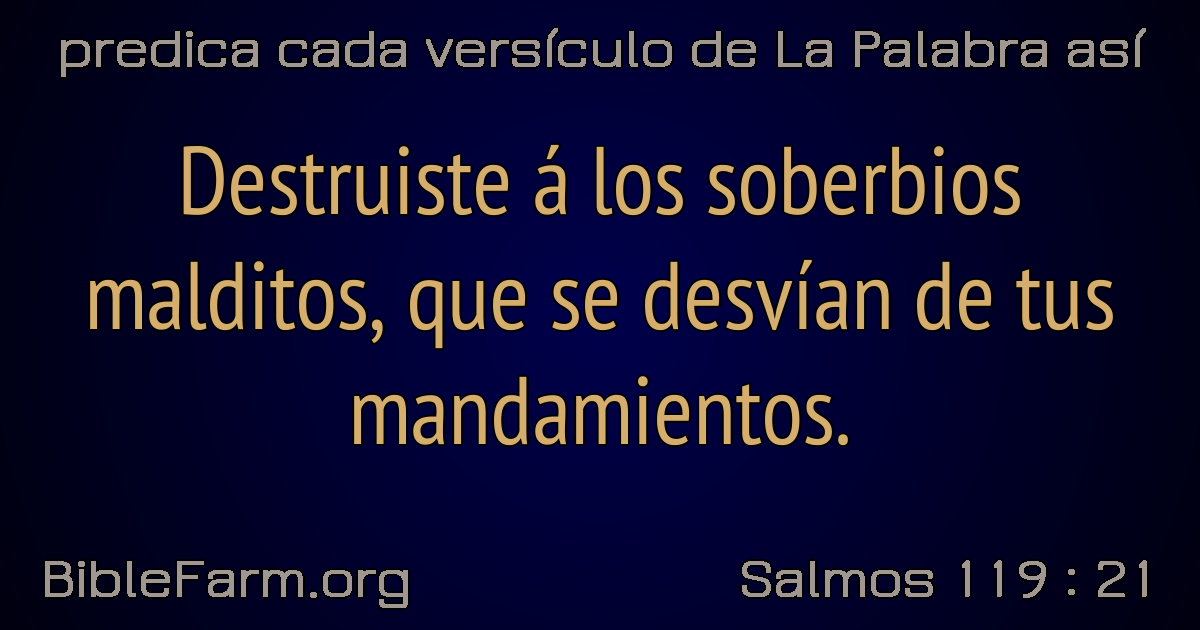 predica cada versículo de La Palabra así
Destruiste á los soberbios
malditos, que se desvían de tus
mandamientos.
BibleFarm.org
Salmos 119 : 21